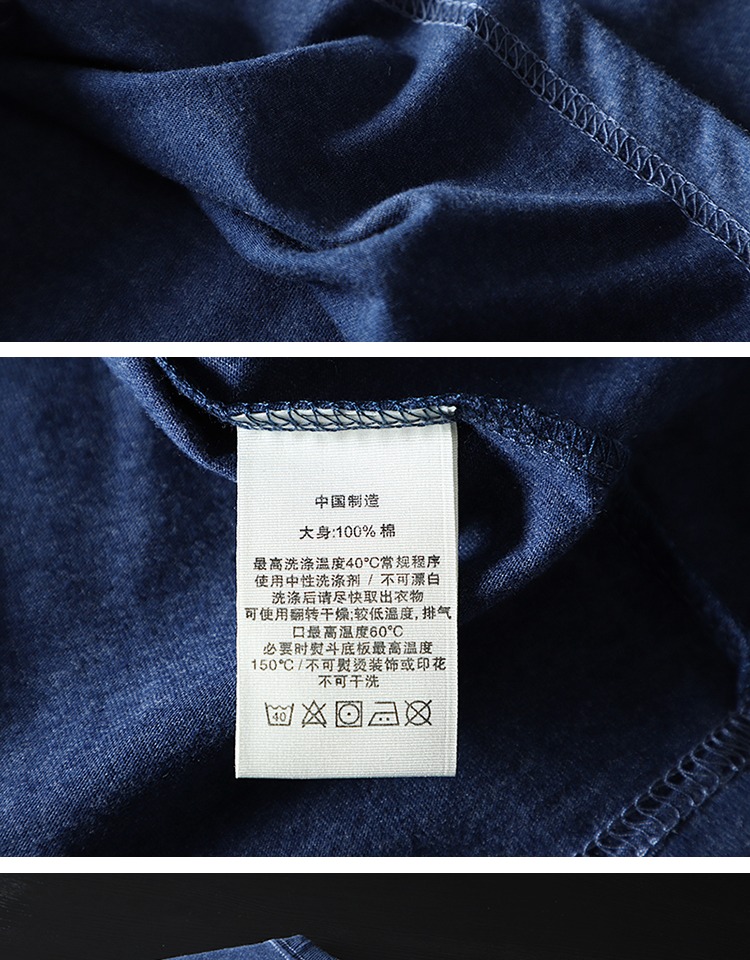 中国制造
大身:100% 棉
最高洗涤温度40℃常规程序
使用中性洗涤剂 / 不可漂白
洗涤后请尽快取出衣物
可使用翻转干燥;较低温度, 排气
口最高温度60℃
必要时熨斗底板最高温度
150℃/不可熨烫装饰或印花
不可干洗
40